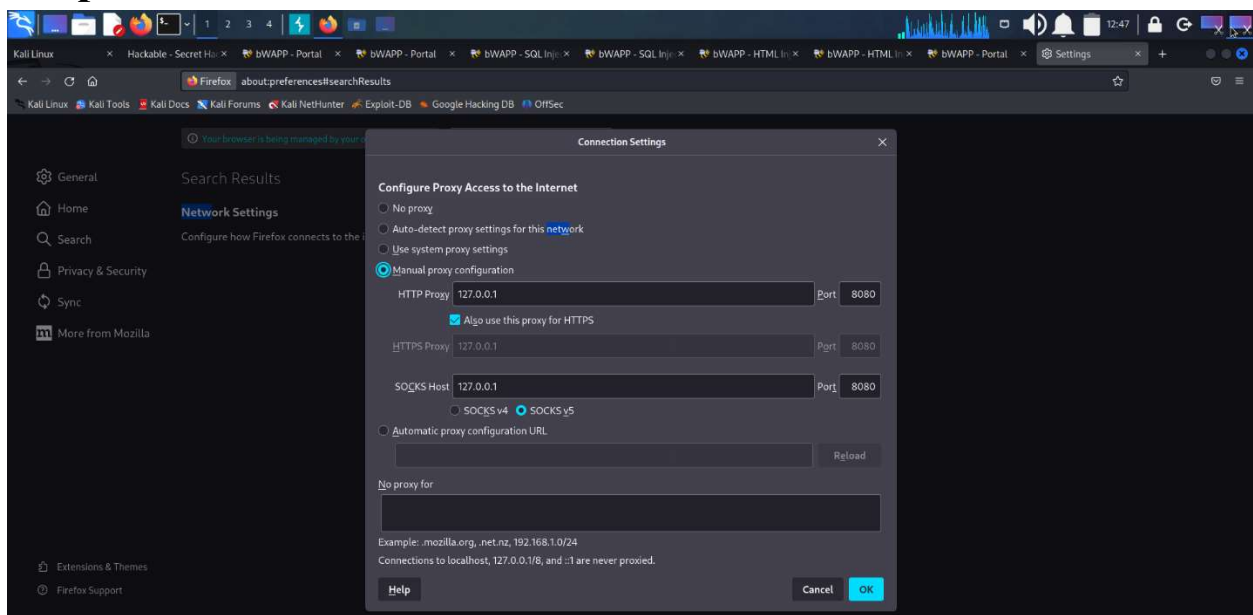 1 2 3 4 12:47
Kali Linux Hackable - Secret Ha bWAPP - Portal bWAPP - Portal bWAPP - SQL Inje bWAPP - SQL Inje bWAPP - HTML In bWAPP - HTML In bWAPP - Portal Settings
Firefox about:preferences#searchResults
Kali Linux Kali Tools Kali Docs Kali Forums Kali NetHunter Exploit-DB Google Hacking DB OffSec
Your browser is being managed by your
Connection Settings
General
Home
Search
Privacy & Security
Sync
More from Mozilla
Extensions & Themes
Firefox Support
Search Results
Network Settings
Configure how Firefox connects to the
Configure Proxy Access to the Internet
No proxy
Auto-detect proxy settings for this network
Use system proxy settings
Manual proxy configuration
HTTP Proxy 127.0.0.1 Port 8080
Also use this proxy for HTTPS
HTTPS Proxy 127.0.0.1 Port 8080
SOCKS Host 127.0.0.1 Port 8080
SOCKS v4 SOCKS v5
Automatic proxy configuration URL
Reload
No proxy for
Example: .mozilla.org, .net.nz, 192.168.1.0/24
Connections to localhost, 127.0.0.1/8, and ::1 are never proxied.
Help Cancel OK